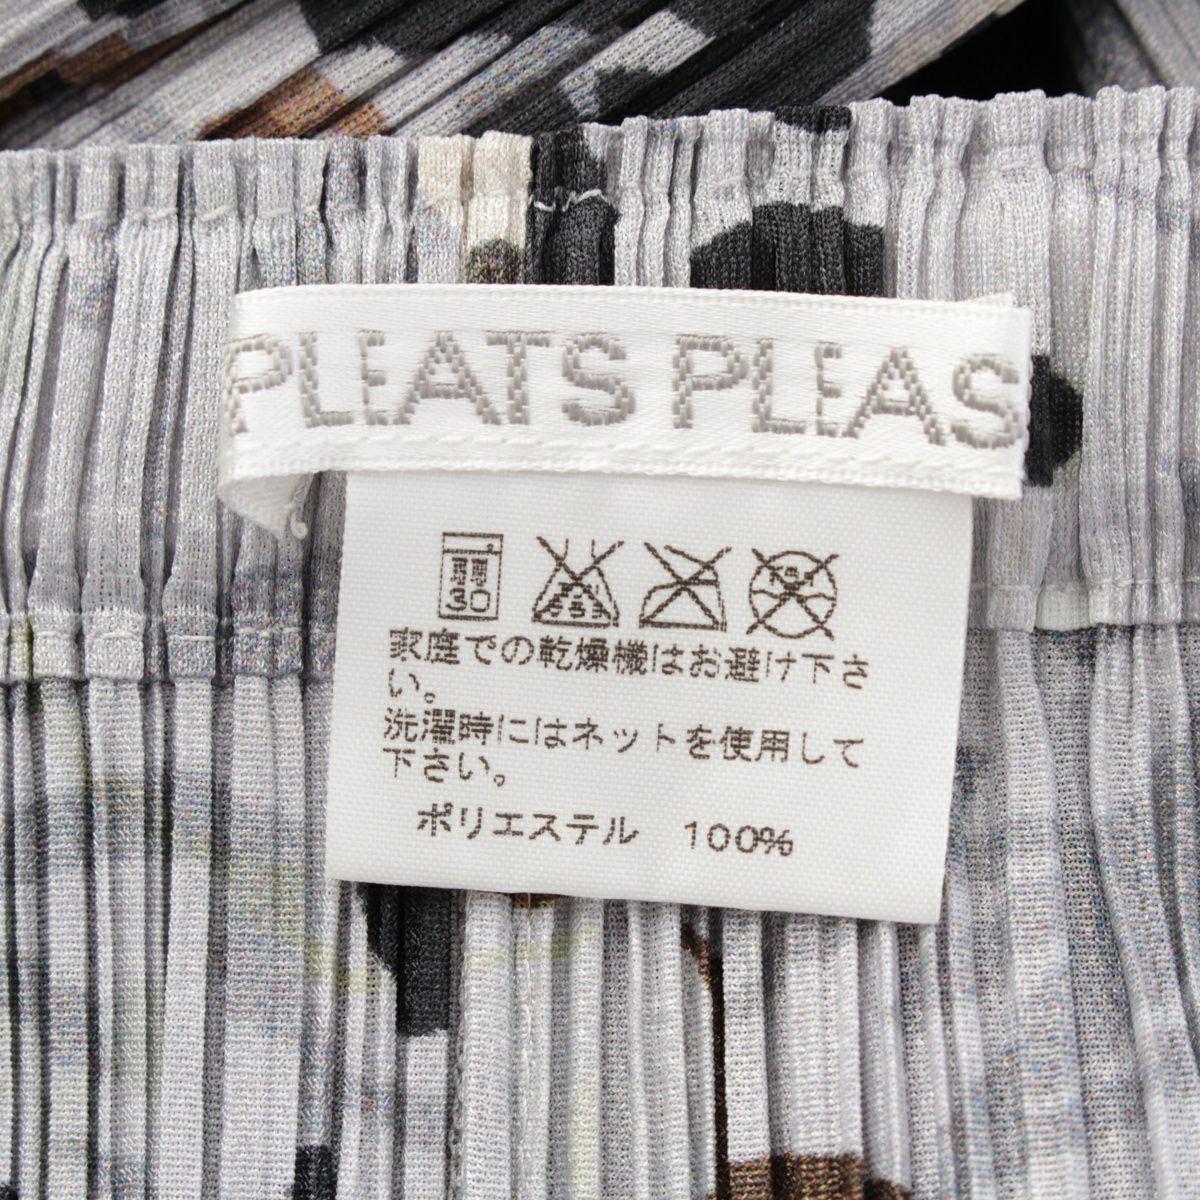 PLEATS PLEAS
弱
30
家庭での乾燥機はお避け下さ
い。
洗濯時にはネットを使用して
下さい。
ポリエステル 100%